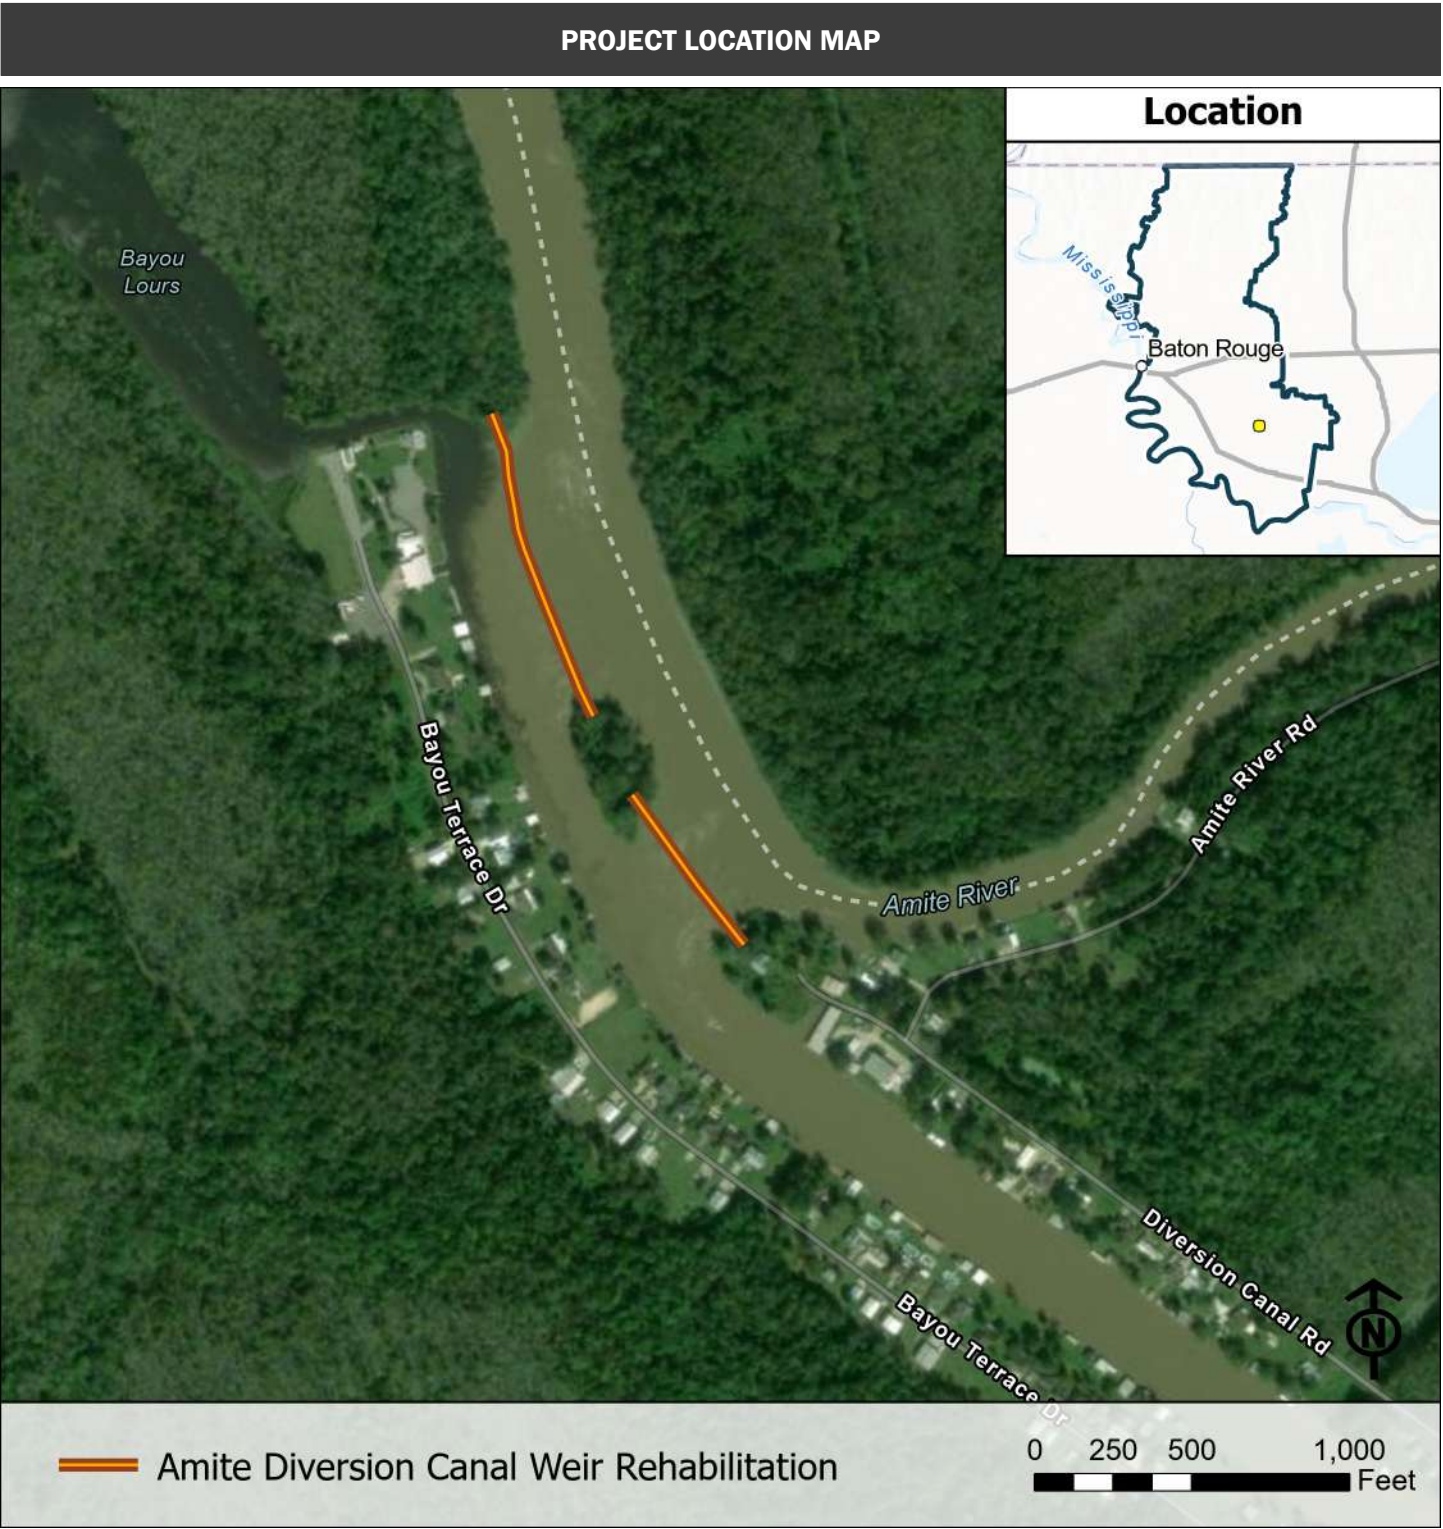 PROJECT LOCATION MAP
Location
Mississippi
Baton Rouge
Bayou
Lours
Bayou Terrace Dr
Amite River Rd
Amite River
Diversion Canal Rd
Bayou Terrace Dr
N
Amite Diversion Canal Weir Rehabilitation
0 250 500 1,000
Feet